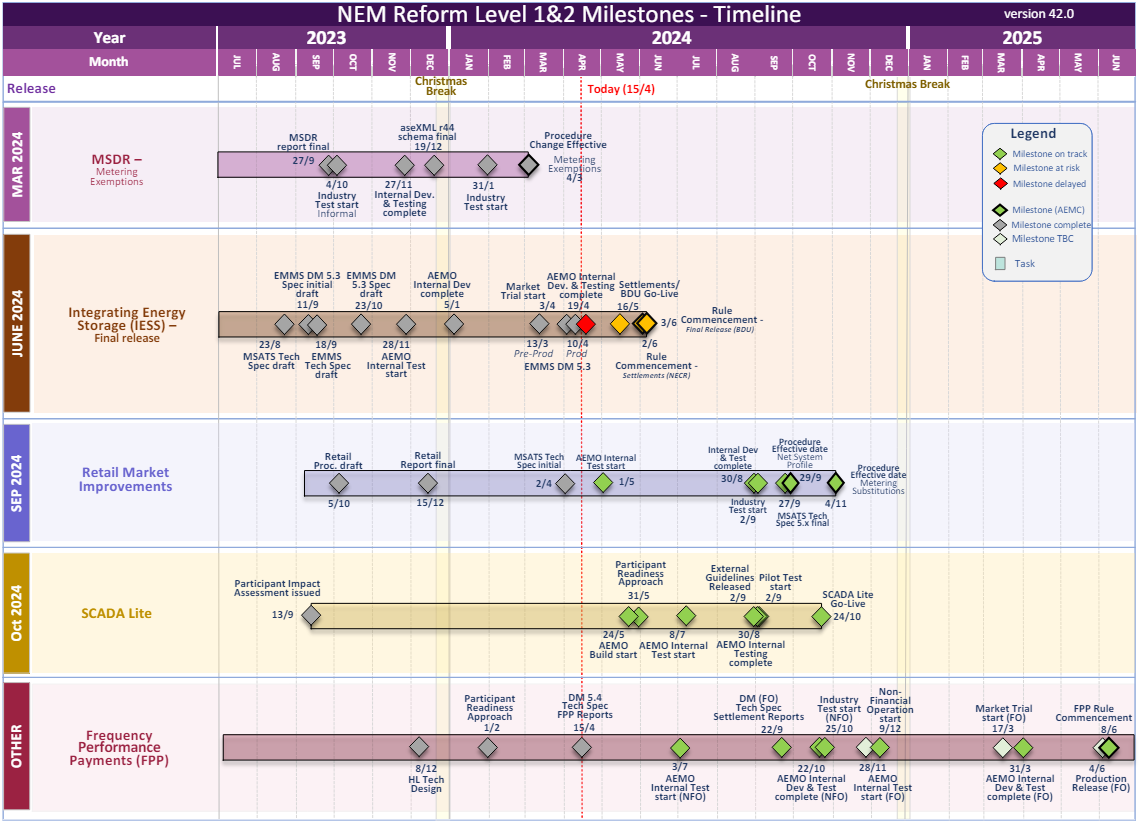 NEM Reform Level 1&2 Milestones - Timeline
version 42.0
Year
2023
2024
2025
Month
JUL
AUG
SEP
OCT
NOV
DEC
JAN
FEB
MAR
APR
MAY
JUN
JUL
AUG
SEP
OCT
NOV
DEC
JAN
FEB
MAR
APR
MAY
JUN
Release
Christmas
Break
Today (15/4)
Christmas Break
MAR 2024
MSDR –
Metering
Exemptions
MSDR
report final
27/9
4/10
Industry
Test start
Informal
27/11
Internal Dev.
& Testing
complete
aseXML r44
schema final
19/12
31/1
Industry
Test start
Procedure
Change Effective
Metering
Exemptions
4/3
Legend
Milestone on track
Milestone at risk
Milestone delayed
Milestone (AEMC)
Milestone complete
Milestone TBC
Task
JUNE 2024
Integrating Energy
Storage (IESS) –
Final release
23/8
MSATS Tech
Spec draft
EMMS DM 5.3
Spec initial
draft
11/9
18/9
EMMS
Tech Spec
draft
EMMS DM
5.3 Spec
draft
23/10
28/11
AEMO
Internal Test
start
AEMO
Internal Dev
complete
5/1
Market
Trial start
3/4
13/3
Pre-Prod
10/4
Prod
EMMS DM 5.3
AEMO Internal
Dev. & Testing
complete
19/4
Settlements/
BDU Go-Live
16/5
2/6
Rule
Commencement -
Settlements (NECR)
3/6
Rule
Commencement -
Final Release (BDU)
SEP 2024
Retail Market
Improvements
Retail
Proc. draft
5/10
Retail
Report final
15/12
MSATS Tech
Spec initial
2/4
AEMO Internal
Test start
1/5
Internal Dev
& Test
complete
30/8
Industry
Test start
2/9
Procedure
Effective date
Net System
Profile
29/9
27/9
MSATS Tech
Spec 5.x final
4/11
Procedure
Effective date
Metering
Substitutions
Oct 2024
SCADA Lite
Participant Impact
Assessment issued
13/9
24/5
AEMO
Build start
Participant
Readiness
Approach
31/5
8/7
AEMO Internal
Test start
External
Guidelines
Released
2/9
30/8
AEMO Internal
Testing
complete
Pilot Test
start
2/9
SCADA Lite
Go-Live
24/10
OTHER
Frequency
Performance
Payments (FPP)
8/12
HL Tech
Design
Participant
Readiness
Approach
1/2
DM 5.4
Tech Spec
FPP Reports
15/4
3/7
AEMO
Internal Test
start (NFO)
DM (FO)
Tech Spec
Settlement Reports
22/9
22/10
AEMO Internal
Dev & Test
complete (NFO)
Industry
Test start
(NFO)
25/10
28/11
AEMO
Internal Test
start (FO)
Non-
Financial
Operation
start
9/12
Market Trial
start (FO)
17/3
31/3
AEMO Internal
Dev & Test
complete (FO)
FPP Rule
Commencement
8/6
4/6
Production
Release (FO)